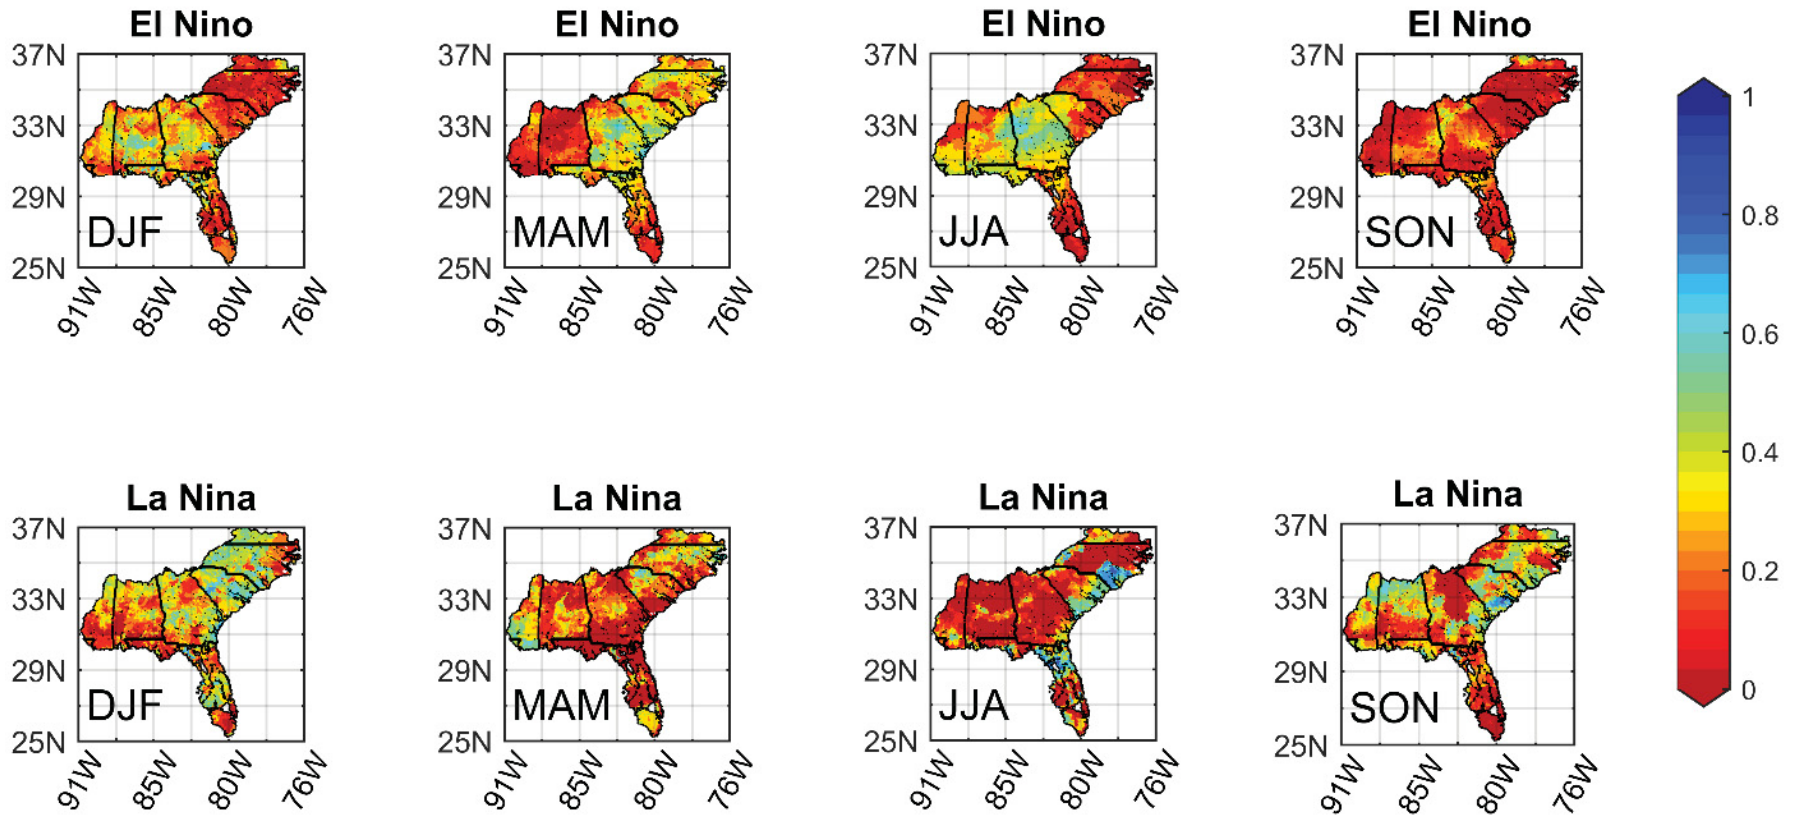 El Nino El Nino El Nino El Nino
37N 37N 37N 37N
33N 33N 33N 33N
29N 29N 29N 29N
DJF MAM JJA SON
25N 25N 25N 25N
91W 85W 80W 76W 91W 85W 80W 76W 91W 85W 80W 76W 91W 85W 80W 76W
La Nina La Nina La Nina La Nina
37N 37N 37N 37N
33N 33N 33N 33N
29N 29N 29N 29N
DJF MAM JJA SON
25N 25N 25N 25N
91W 85W 80W 76W 91W 85W 80W 76W 91W 85W 80W 76W 91W 85W 80W 76W
1
0.8
0.6
0.4
0.2
0